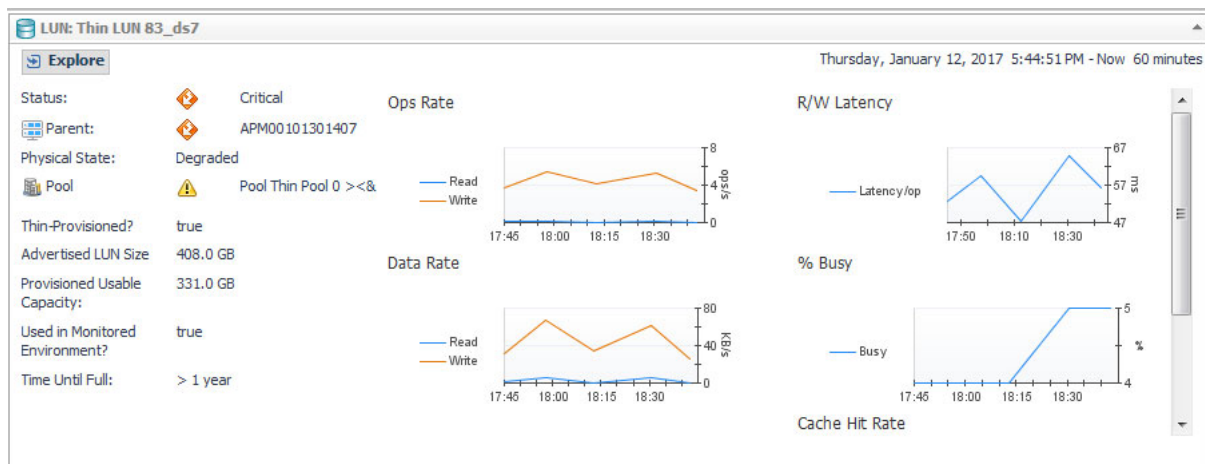 LUN: Thin LUN 83_ds7
Explore
Thursday, January 12, 2017 5:44:51 PM - Now 60 minutes
Status: Critical
Parent: APM00101301407
Physical State: Degraded
Pool Pool Thin Pool 0 ><&
Thin-Provisioned? true
Advertised LUN Size 408.0 GB
Provisioned Usable 331.0 GB
Capacity:
Used in Monitored true
Environment?
Time Until Full: > 1 year
Ops Rate
Read
Write
8
4
0
ops/s
17:45 18:00 18:15 18:30
Data Rate
Read
Write
80
40
0
KB/s
17:45 18:00 18:15 18:30
R/W Latency
Latency/op
67
57
47
ms
17:50 18:10 18:30
% Busy
Busy
5
4
%
17:45 18:00 18:15 18:30
Cache Hit Rate